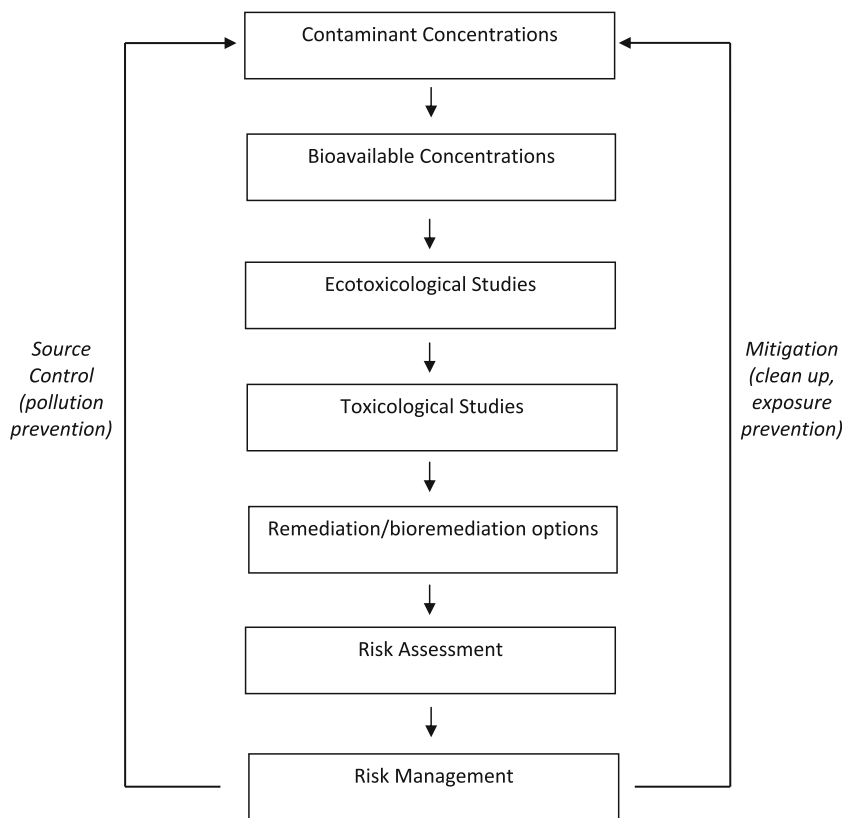 Contaminant Concentrations
Bioavailable Concentrations
Ecotoxicological Studies
Source
Control
(pollution
prevention)
Mitigation
(clean up,
exposure
prevention)
Toxicological Studies
Remediation/bioremediation options
Risk Assessment
Risk Management